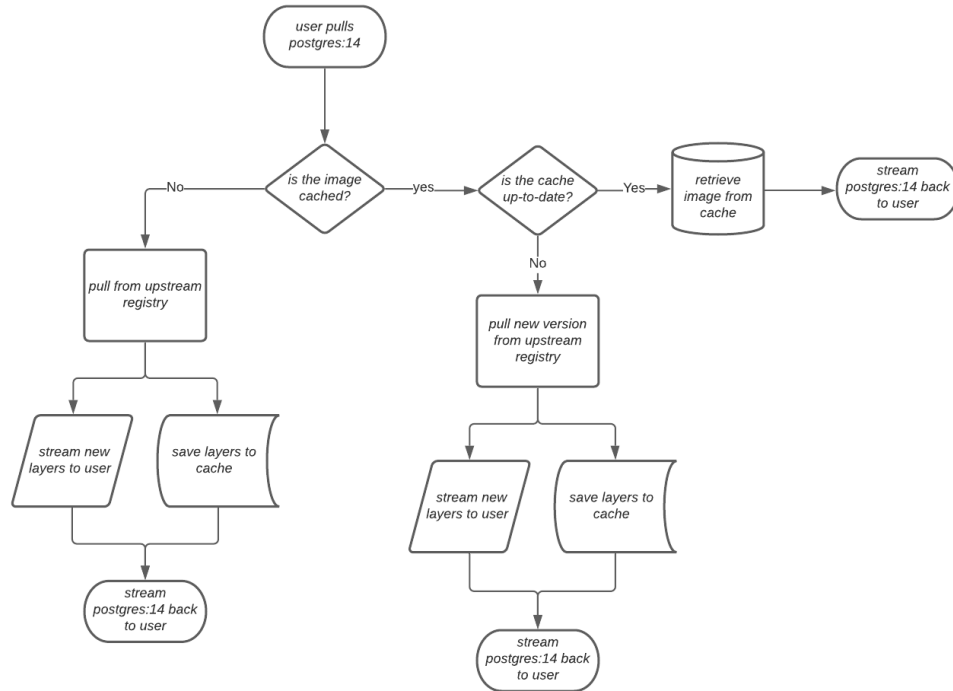 user pulls
postgres:14
is the image
cached?
No
yes
is the cache
up-to-date?
Yes
retrieve
image from
cache
stream
postgres:14 back
to user
No
pull from upstream
registry
pull new version
from upstream
registry
stream new
layers to user
save layers to
cache
stream new
layers to user
save layers to
cache
stream
postgres:14 back
to user
stream
postgres:14 back
to user